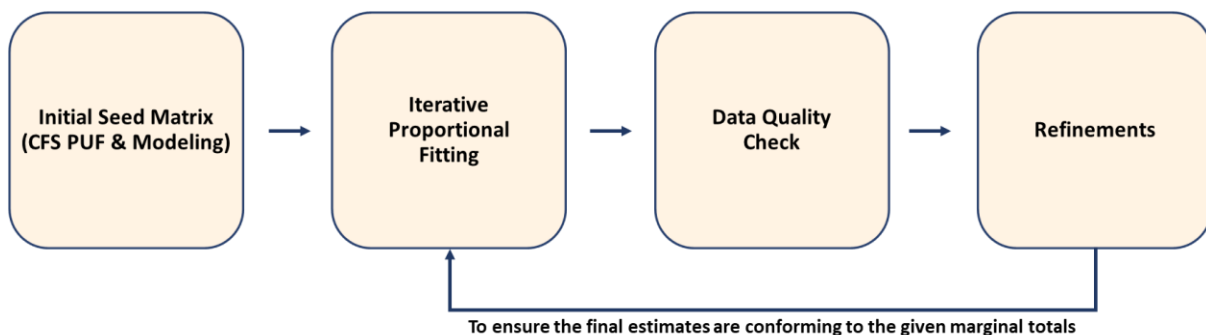 Initial Seed Matrix
(CFS PUF & Modeling)
Iterative
Proportional
Fitting
Data Quality
Check
Refinements
To ensure the final estimates are conforming to the given marginal totals